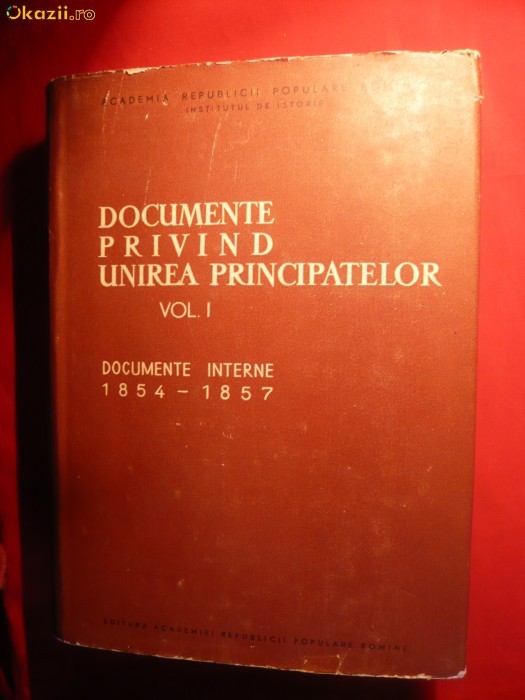 Okazii.ro
ACADEMIA REPUBLICII POPULARE ROMÎNE
INSTITUTUL DE ISTORIE
DOCUMENTE
PRIVIND
UNIREA PRINCIPATELOR
VOL. I
DOCUMENTE INTERNE
1854 – 1857
EDITURA ACADEMIEI REPUBLICII POPULARE ROMÎNE